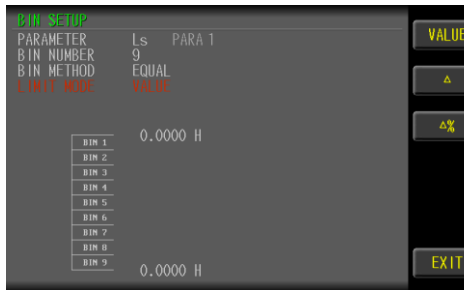 BIN SETUP
PARAMETER Ls PARA 1
BIN NUMBER 9
BIN METHOD EQUAL
LIMIT MODE VALUE
0.0000 H
BIN 1
BIN 2
BIN 3
BIN 4
BIN 5
BIN 6
BIN 7
BIN 8
BIN 9
0.0000 H
VALUE
△
△%
EXIT